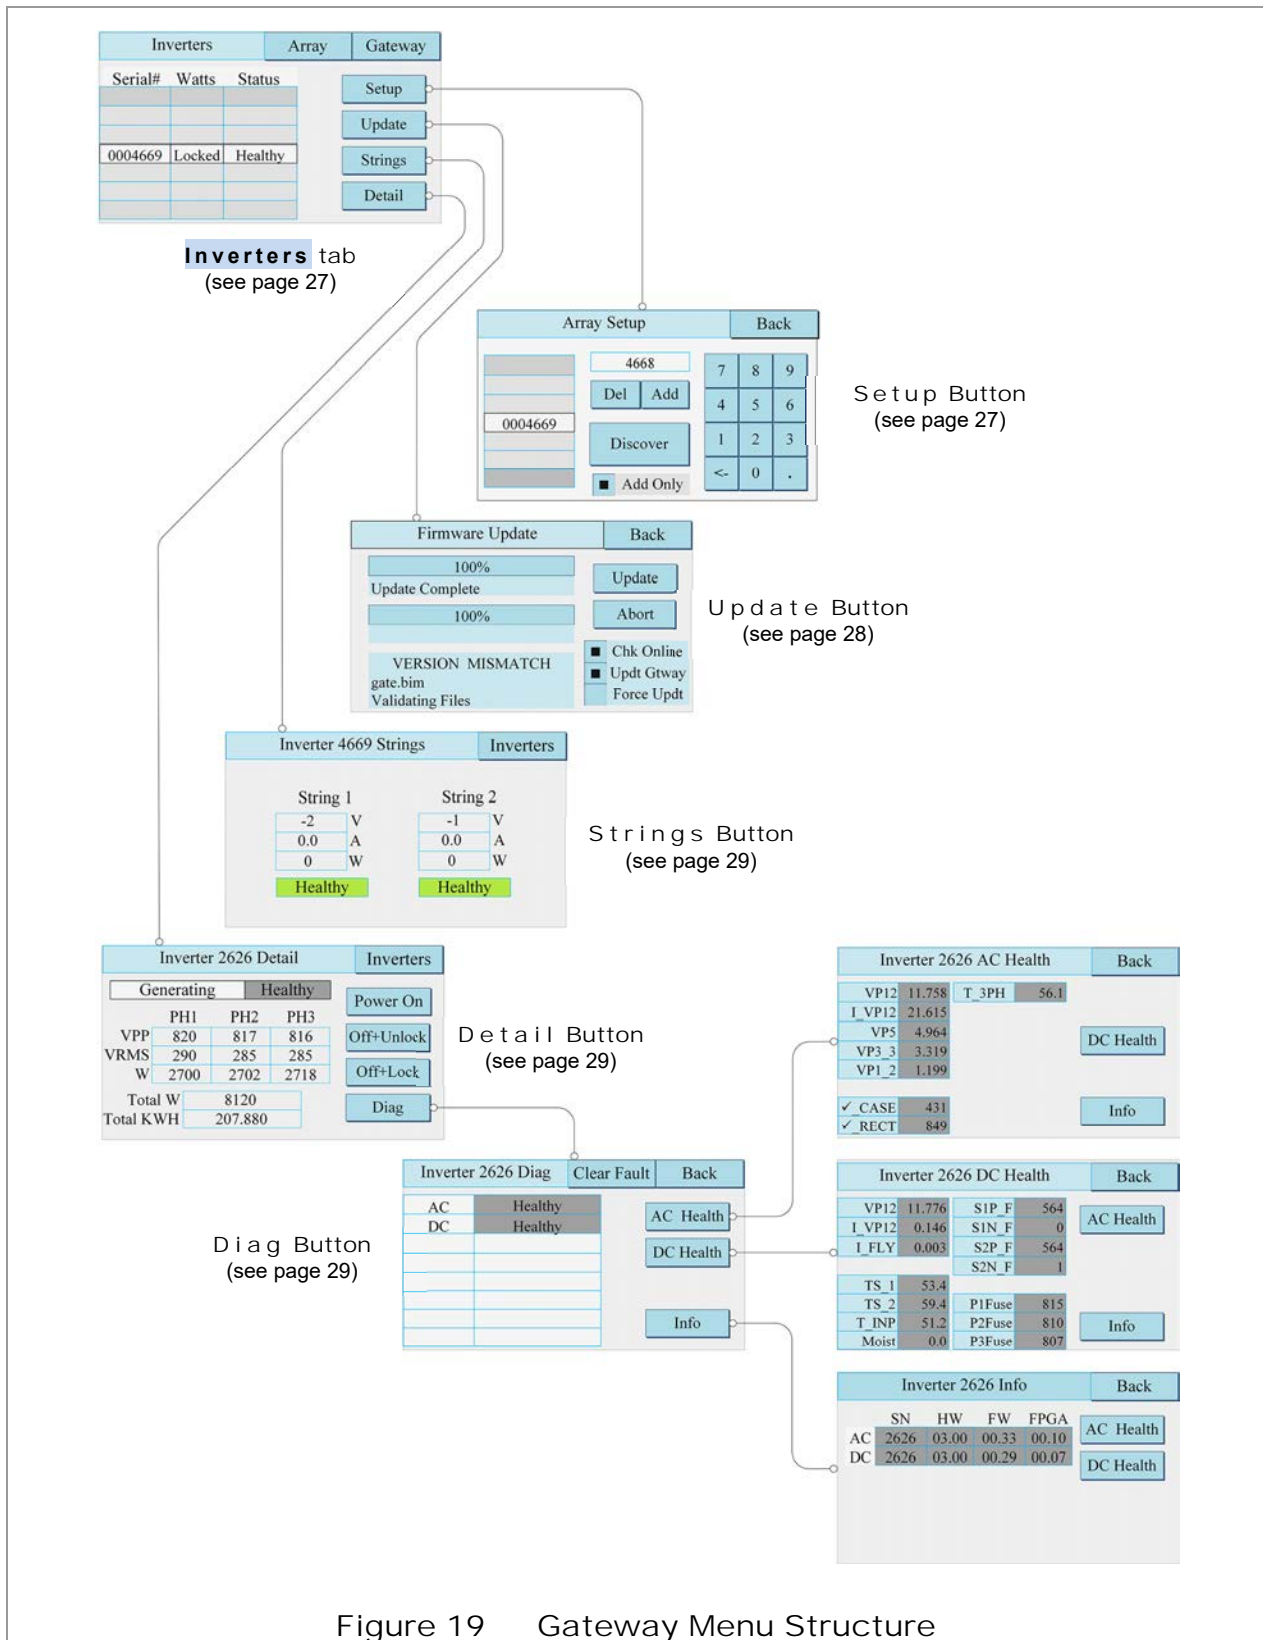 Inverters Array Gateway
Serial# Watts Status
Setup
Update
0004669 Locked Healthy
Strings
Detail
Inverters tab
(see page 27)
Array Setup Back
4668
7 8 9
Del Add
4 5 6
0004669
Discover
1 2 3
<- 0 .
Add Only
Setup Button
(see page 27)
Firmware Update Back
100%
Update Complete
Update
100%
Abort
Chk Online
VERSION MISMATCH
Updt Gtway
gate.bim
Force Updt
Validating Files
Update Button
(see page 28)
Inverter 4669 Strings Inverters
String 1 String 2
-2 V -1 V
0.0 A 0.0 A
0 W 0 W
Healthy Healthy
Strings Button
(see page 29)
Inverter 2626 Detail Inverters
Generating Healthy
Power On
PH1 PH2 PH3
VPP 820 817 816
Off+Unlock
VRMS 290 285 285
W 2700 2702 2718
Off+Lock
Total W 8120
Diag
Total KWH 207.880
Detail Button
(see page 29)
Inverter 2626 Diag Clear Fault Back
AC Healthy
DC Healthy
AC Health
DC Health
Info
Diag Button
(see page 29)
Inverter 2626 AC Health Back
VP12 11.758 T_3PH 56.1
I_VP12 21.615
VP5 4.964
DC Health
VP3_3 3.319
VP1_2 1.199
✓_CASE 431
Info
✓_RECT 849
Inverter 2626 DC Health Back
VP12 11.776 S1P_F 564
AC Health
I_VP12 0.146 S1N_F 0
I_FLY 0.003 S2P_F 564
S2N_F 1
TS_1 53.4
TS_2 59.4 P1Fuse 815
T_INP 51.2 P2Fuse 810
Info
Moist 0.0 P3Fuse 807
Inverter 2626 Info Back
SN HW FW FPGA
AC Health
AC 2626 03.00 00.33 00.10
DC 2626 03.00 00.29 00.07
DC Health
Figure 19 Gateway Menu Structure